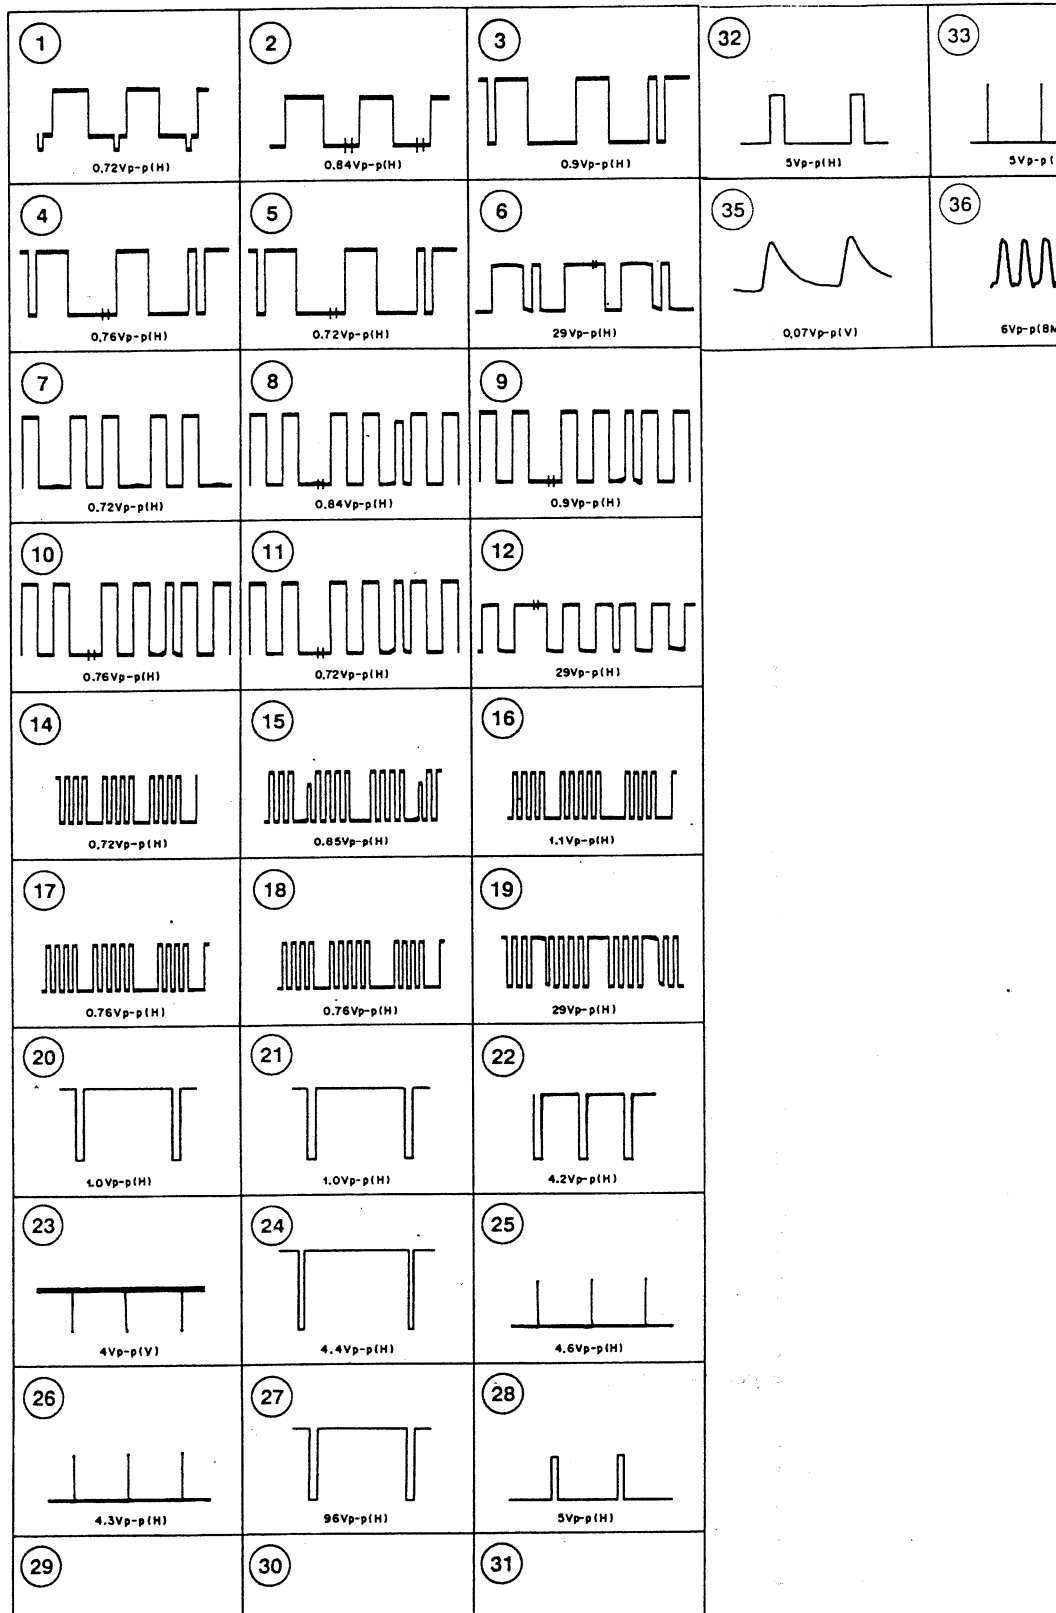 1 2 3 32 33
0.72Vp-p(H) 0.84Vp-p(H) 0.9Vp-p(H) 5Vp-p(H) 5Vp-p(
4 5 6 35 36
0.76Vp-p(H) 0.72Vp-p(H) 29Vp-p(H) 0.07Vp-p(V) 6Vp-p(8M
7 8 9
0.72Vp-p(H) 0.84Vp-p(H) 0.9Vp-p(H)
10 11 12
0.76Vp-p(H) 0.72Vp-p(H) 29Vp-p(H)
14 15 16
0.72Vp-p(H) 0.85Vp-p(H) 1.1Vp-p(H)
17 18 19
0.76Vp-p(H) 0.76Vp-p(H) 29Vp-p(H)
20 21 22
1.0Vp-p(H) 1.0Vp-p(H) 4.2Vp-p(H)
23 24 25
4Vp-p(V) 4.4Vp-p(H) 4.6Vp-p(H)
26 27 28
4.3Vp-p(H) 96Vp-p(H) 5Vp-p(H)
29 30 31